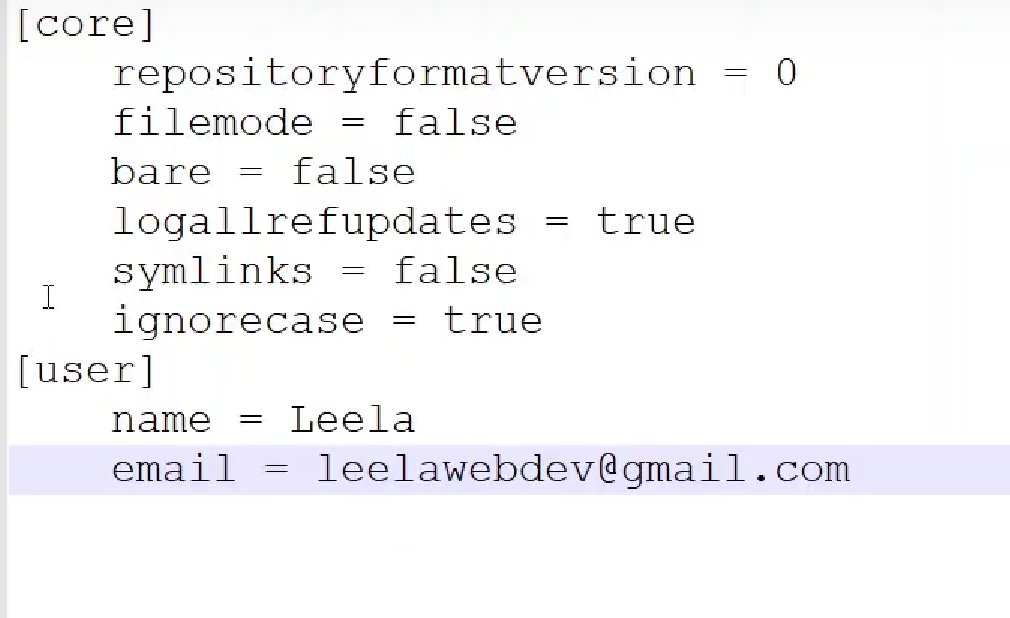 [core]
repositoryformatversion = 0
filemode = false
bare = false
logallrefupdates = true
symlinks = false
ignorecase = true
[user]
name = Leela
email = leelawebdev@gmail.com